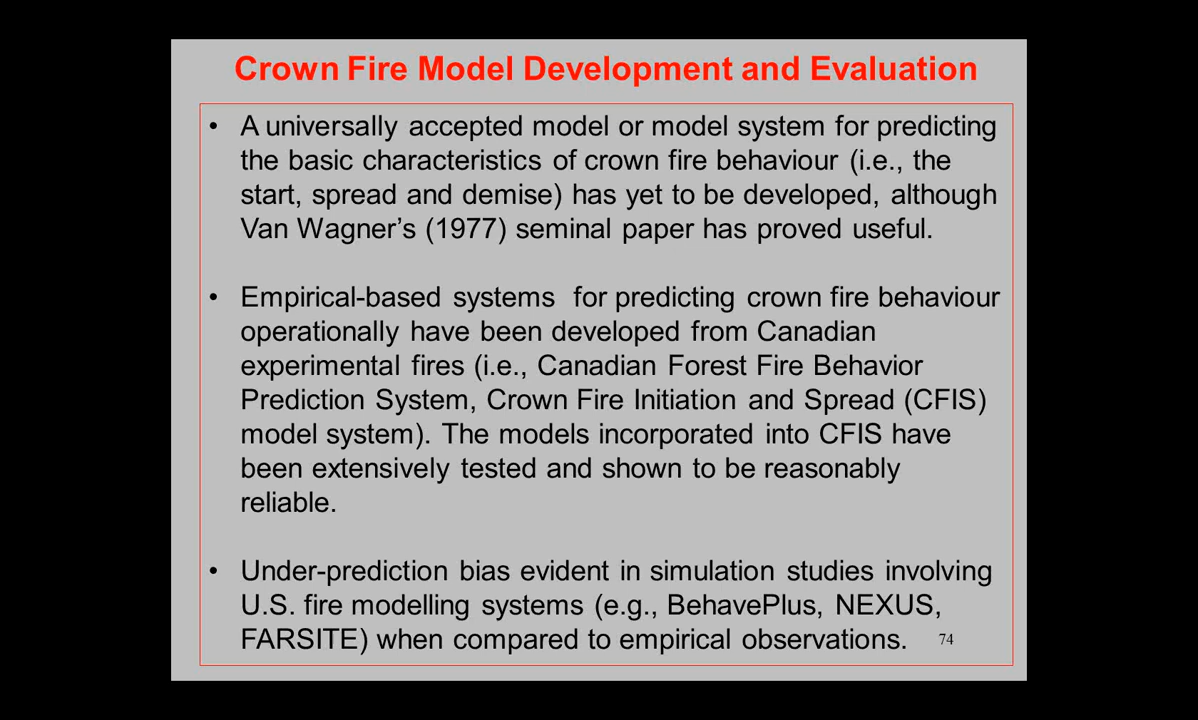 Crown Fire Model Development and Evaluation
• A universally accepted model or model system for predicting
the basic characteristics of crown fire behaviour (i.e., the
start, spread and demise) has yet to be developed, although
Van Wagner’s (1977) seminal paper has proved useful.
• Empirical-based systems  for predicting crown fire behaviour
operationally have been developed from Canadian
experimental fires (i.e., Canadian Forest Fire Behavior
Prediction System, Crown Fire Initiation and Spread (CFIS)
model system). The models incorporated into CFIS have
been extensively tested and shown to be reasonably
reliable.
• Under-prediction bias evident in simulation studies involving
U.S. fire modelling systems (e.g., BehavePlus, NEXUS,
FARSITE) when compared to empirical observations. 74